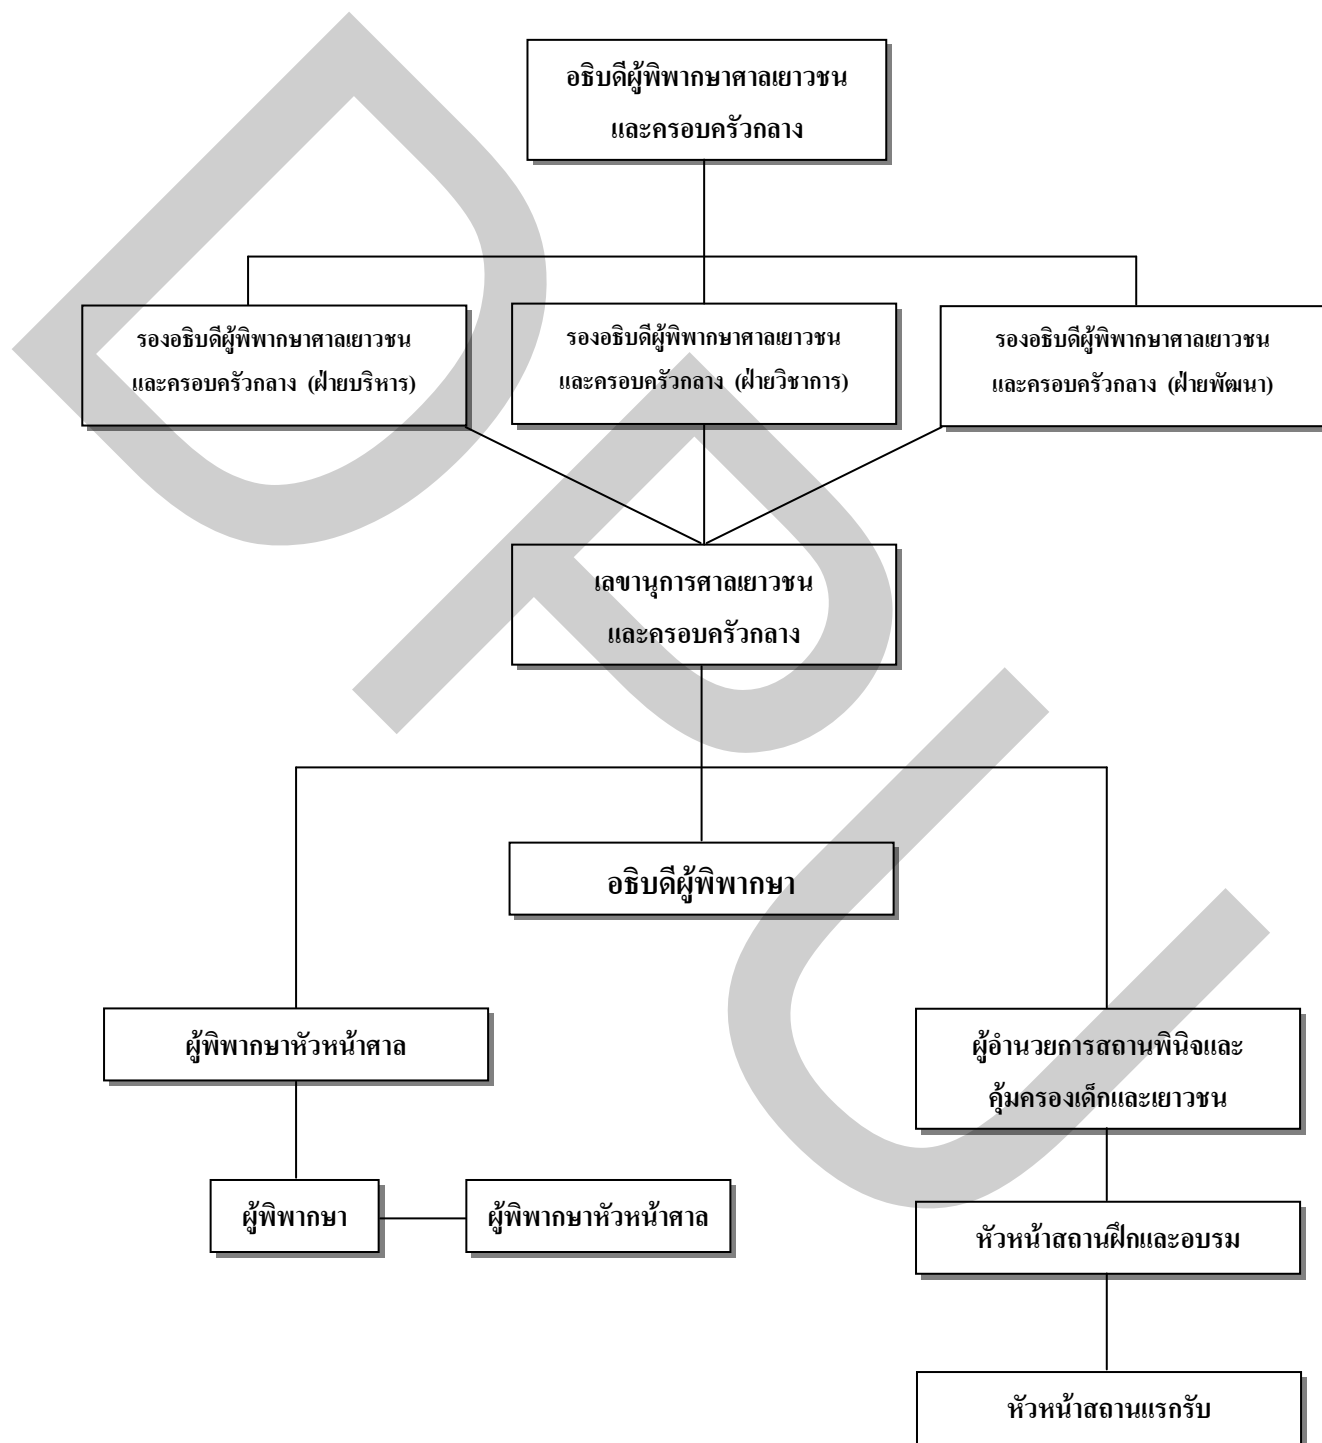 อธิบดีผู้พิพากษาศาลเยาวชน
และครอบครัวกลาง
รองอธิบดีผู้พิพากษาศาลเยาวชน
และครอบครัวกลาง (ฝ่ายบริหาร)
รองอธิบดีผู้พิพากษาศาลเยาวชน
และครอบครัวกลาง (ฝ่ายวิชาการ)
รองอธิบดีผู้พิพากษาศาลเยาวชน
และครอบครัวกลาง (ฝ่ายพัฒนา)
เลขานุการศาลเยาวชน
และครอบครัวกลาง
อธิบดีผู้พิพากษา
ผู้พิพากษาหัวหน้าศาล
ผู้อำนวยการสถานพินิจและ
คุ้มครองเด็กและเยาวชน
ผู้พิพากษา
ผู้พิพากษาหัวหน้าศาล
หัวหน้าสถานฝึกและอบรม
หัวหน้าสถานแรกรับ
DPU